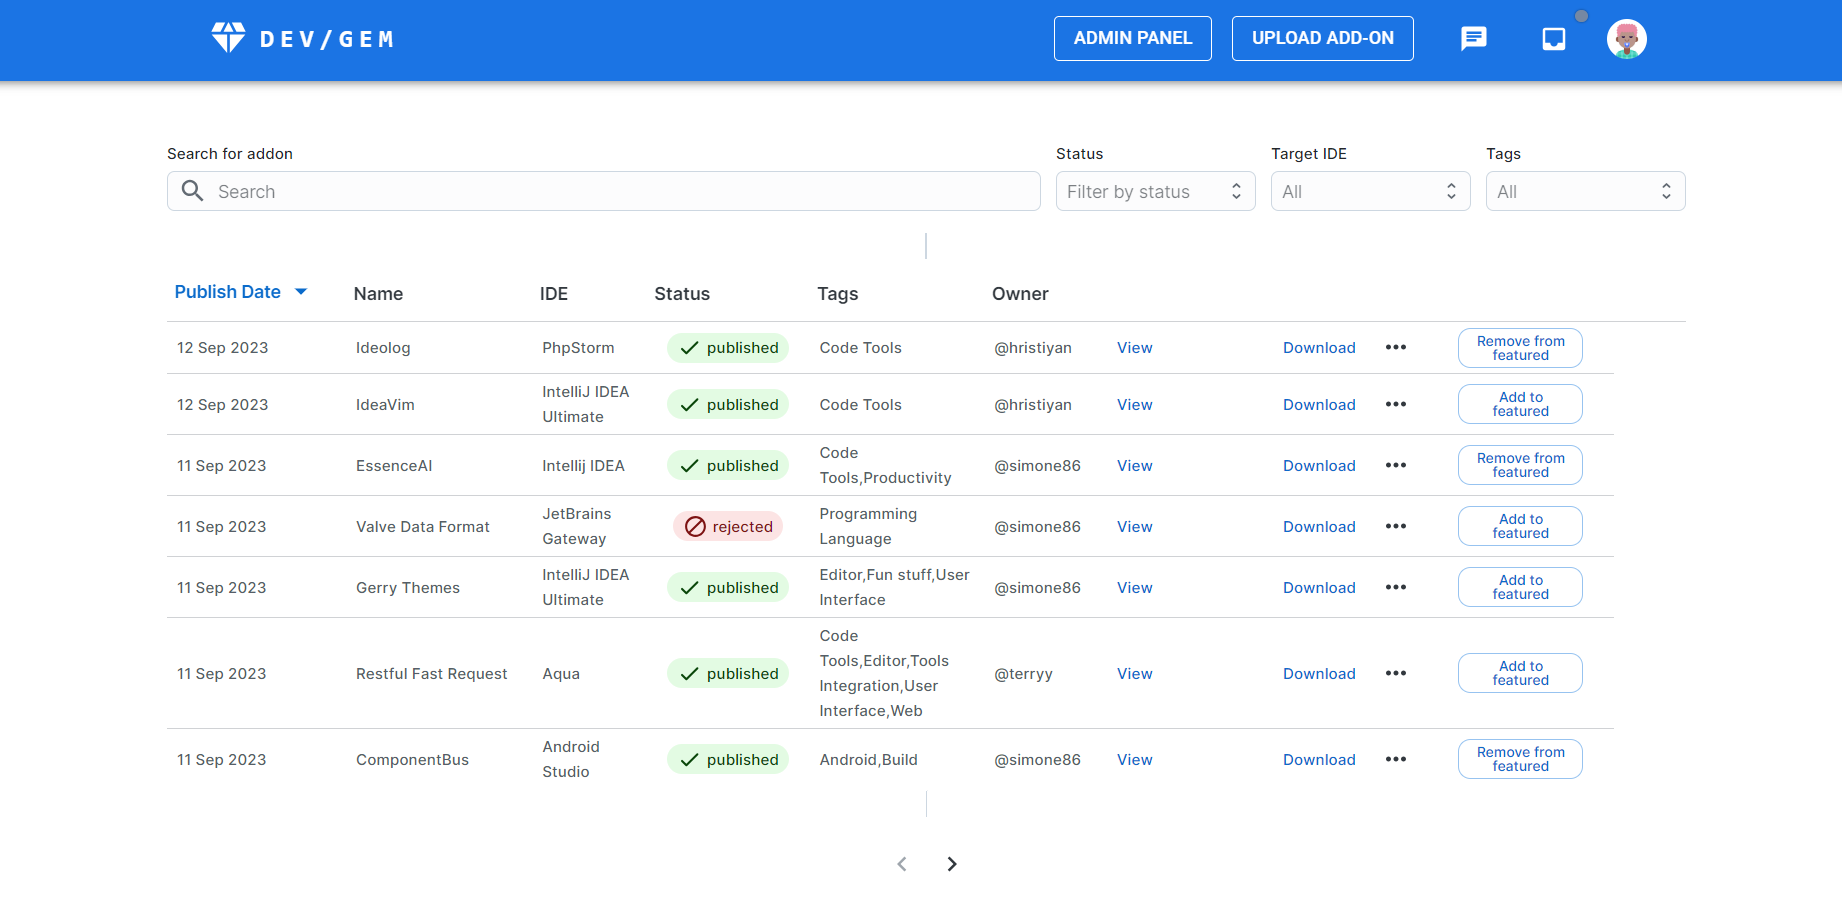 DEV/GEM
ADMIN PANEL
UPLOAD ADD-ON
Search for addon
Status
Target IDE
Tags
Search
Filter by status
All
All
Publish Date
Name
IDE
Status
Tags
Owner
12 Sep 2023
Ideolog
PhpStorm
published
Code Tools
@hristiyan
View
Download
Remove from
featured
12 Sep 2023
IdeaVim
IntelliJ IDEA
Ultimate
published
Code Tools
@hristiyan
View
Download
Add to
featured
11 Sep 2023
EssenceAI
Intellij IDEA
published
Code
Tools,Productivity
@simone86
View
Download
Remove from
featured
11 Sep 2023
Valve Data Format
JetBrains
Gateway
rejected
Programming
Language
@simone86
View
Download
Add to
featured
11 Sep 2023
Gerry Themes
IntelliJ IDEA
Ultimate
published
Editor,Fun stuff,User
Interface
@simone86
View
Download
Add to
featured
11 Sep 2023
Restful Fast Request
Aqua
published
Code
Tools,Editor,Tools
Integration,User
Interface,Web
@terryy
View
Download
Add to
featured
11 Sep 2023
ComponentBus
Android
Studio
published
Android,Build
@simone86
View
Download
Remove from
featured